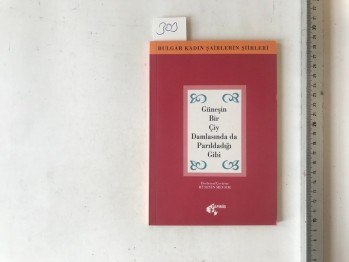 303
BULGAR KADIN ŞAİRLERİN ŞİİRLERİ
Güneşin
Bir
Çiy
Damlasında da
Parıldadığı
Gibi